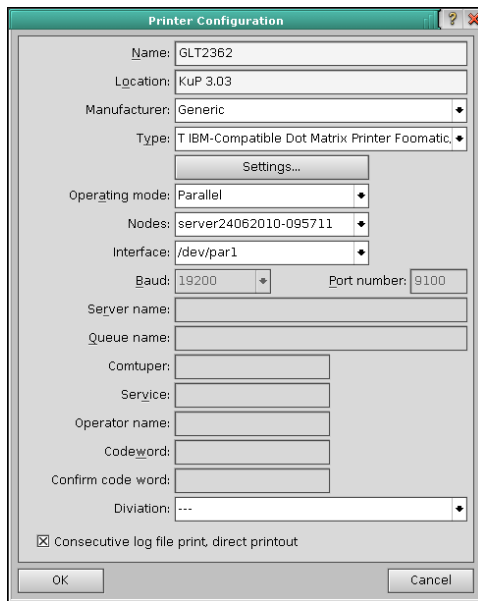 Printer Configuration ?
Name: GLT2362
Location: KuP 3.03
Manufacturer: Generic
Type: T IBM-Compatible Dot Matrix Printer Foomatic,
Settings...
Operating mode: Parallel
Nodes: server24062010-095711
Interface: /dev/par1
Baud: 19200 Port number: 9100
Server name:
Queue name:
Comtuper:
Service:
Operator name:
Codeword:
Confirm code word:
Diviation: ---
Consecutive log file print, direct printout
OK Cancel